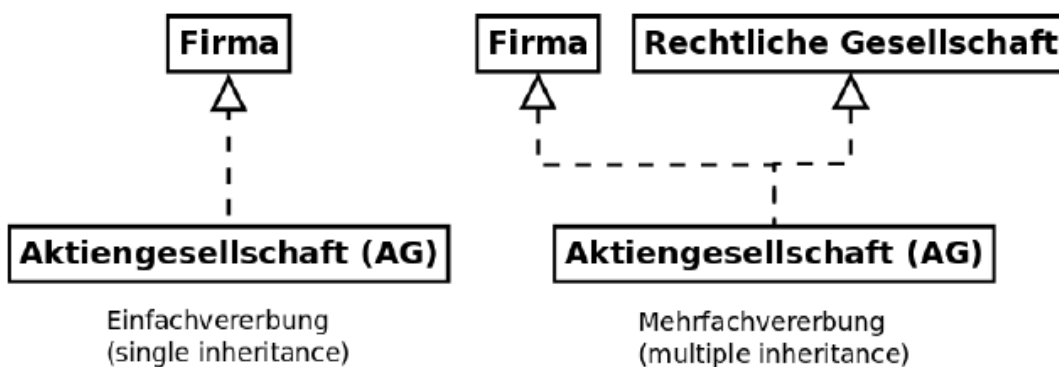 Firma
Aktiengesellschaft (AG)
Einfachvererbung
(single inheritance)
Firma
Rechtliche Gesellschaft
Aktiengesellschaft (AG)
Mehrfachvererbung
(multiple inheritance)